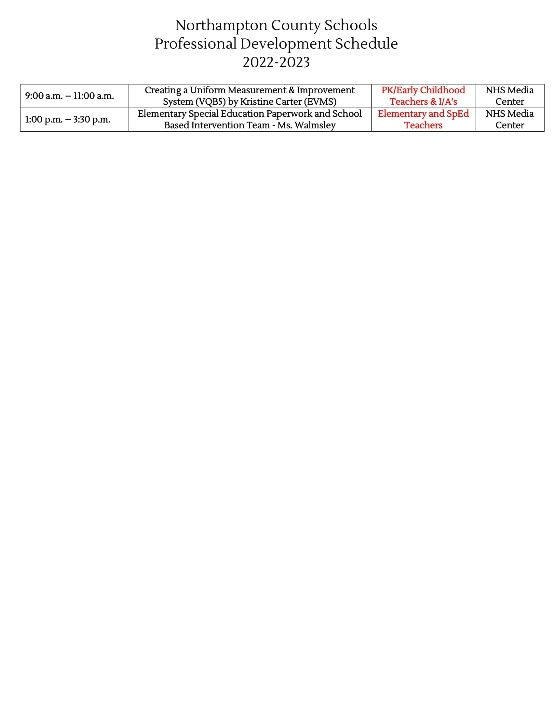 Northampton County Schools
Professional Development Schedule
2022-2023
9:00 a.m. – 11:00 a.m.
Creating a Uniform Measurement & Improvement
System (VQB5) by Kristine Carter (EVMS)
PK/Early Childhood
Teachers & I/A's
NHS Media
Center
1:00 p.m. – 3:30 p.m.
Elementary Special Education Paperwork and School
Based Intervention Team - Ms. Walmsley
Elementary and SpEd
Teachers
NHS Media
Center